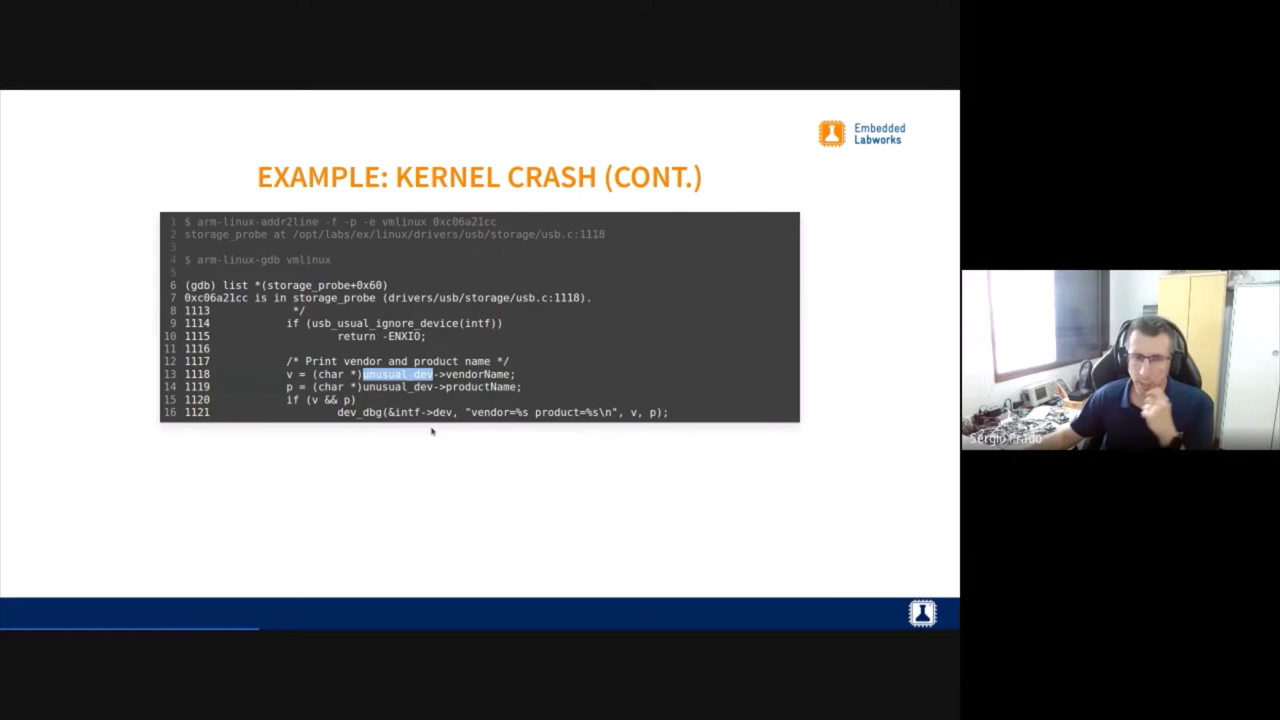 Embedded
Labworks
EXAMPLE: KERNEL CRASH (CONT.)
1 $ arm-linux-addr2line -f -p -e vmlinux 0xc06a21cc
2 storage_probe at /opt/labs/ex/linux/drivers/usb/storage/usb.c:1118
3
4 $ arm-linux-gdb vmlinux
5
6 (gdb) list *(storage_probe+0x60)
7 0xc06a21cc is in storage_probe (drivers/usb/storage/usb.c:1118).
8 1113 */
9 1114 if (usb_usual_ignore_device(intf))
10 1115 return -ENXIO;
11 1116
12 1117 /* Print vendor and product name */
13 1118 v = (char *)unusual_dev->vendorName;
14 1119 p = (char *)unusual_dev->productName;
15 1120 if (v && p)
16 1121 dev_dbg(&intf->dev, "vendor=%s product=%s\n", v, p);
Sergio Prado